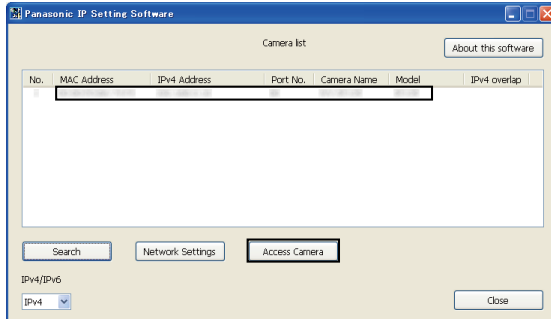 Panasonic IP Setting Software
Camera list
About this software
No. MAC Address IPv4 Address Port No. Camera Name Model IPv4 overlap
Search Network Settings Access Camera
IPv4/IPv6
IPv4
Close